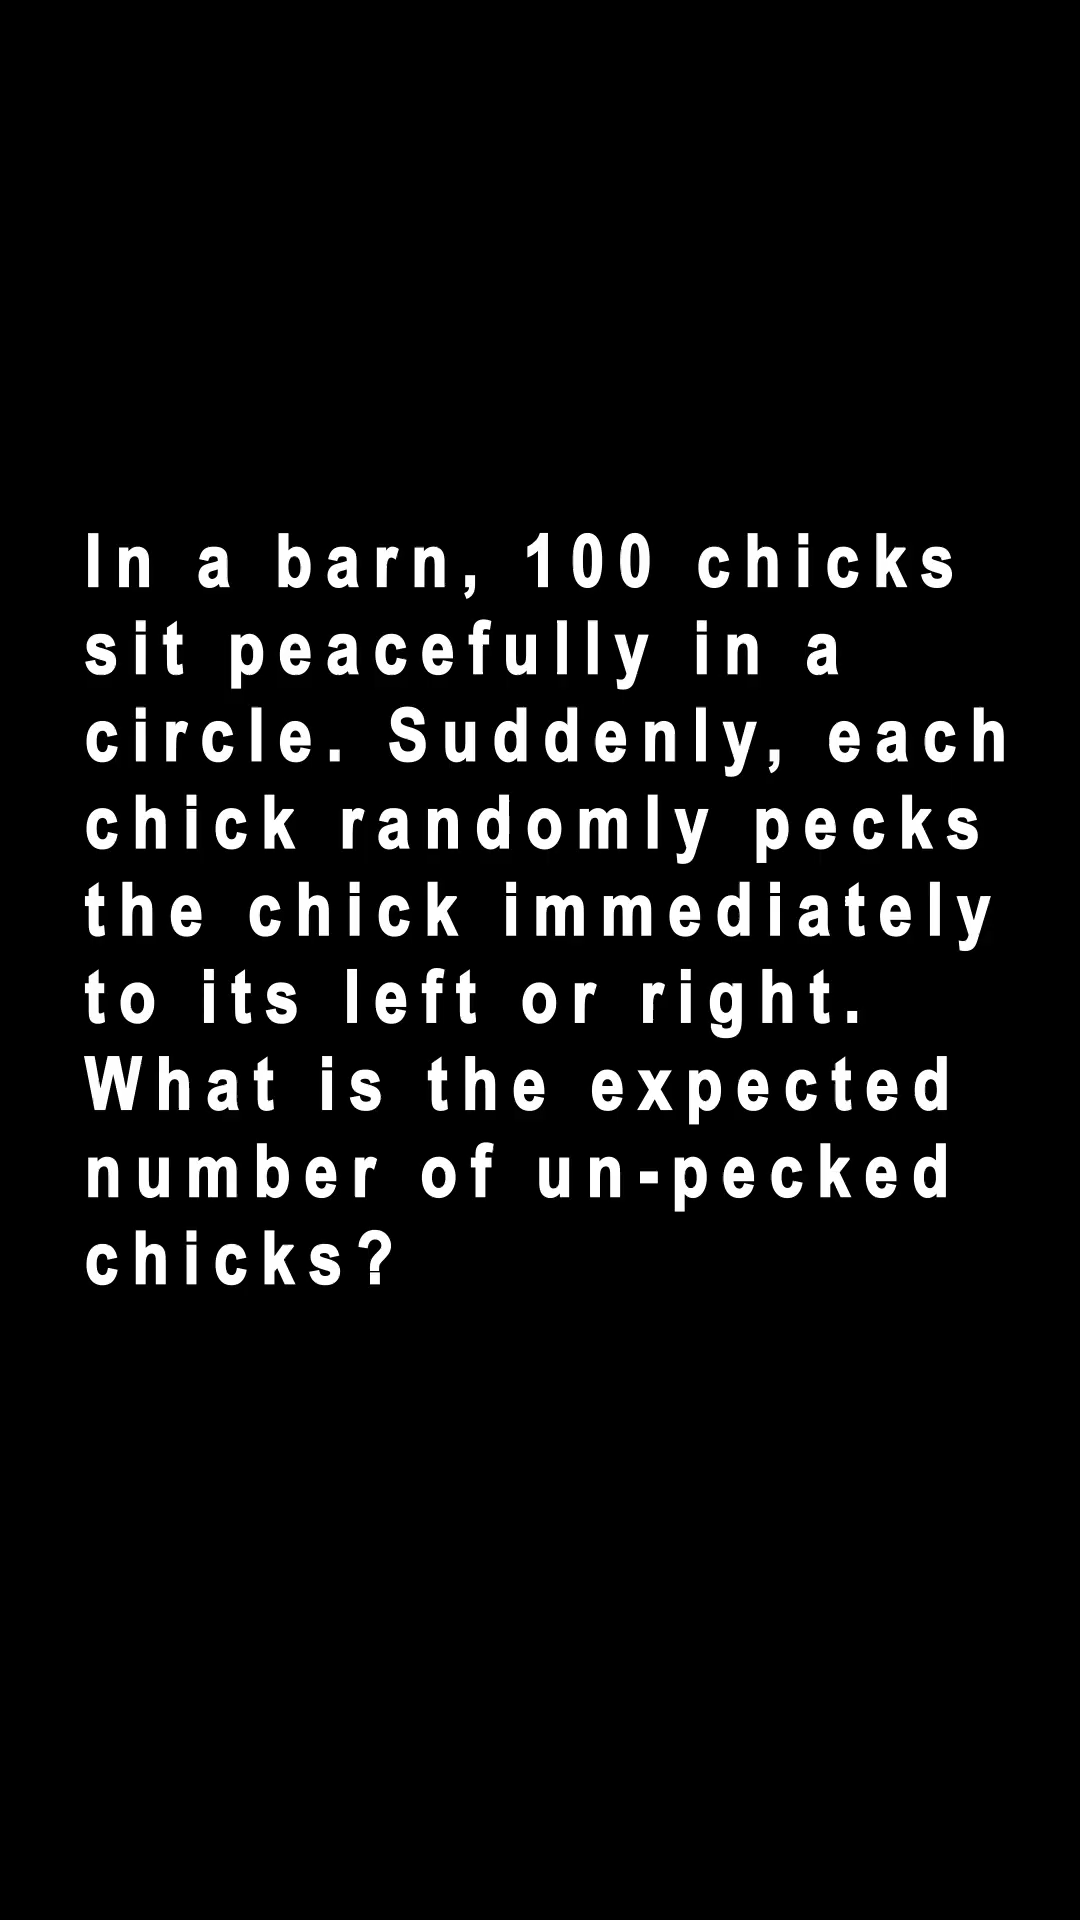 In a barn, 100 chicks
sit peacefully in a
circle. Suddenly, each
chick randomly pecks
the chick immediately
to its left or right.
What is the expected
number of un-pecked
chicks?